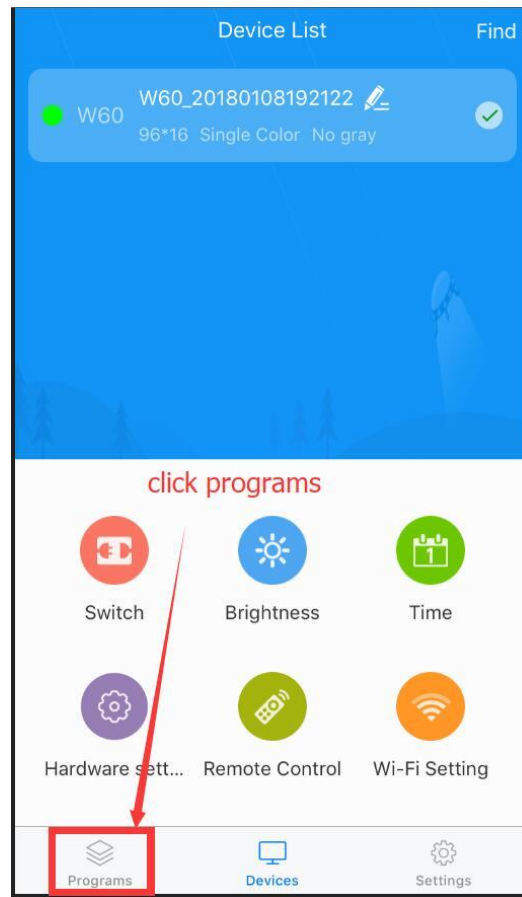 Device List Find
W60_20180108192122
W60
96*16 Single Color No gray
click programs
1
Switch Brightness Time
Hardware sett... Remote Control Wi-Fi Setting
Programs Devices Settings